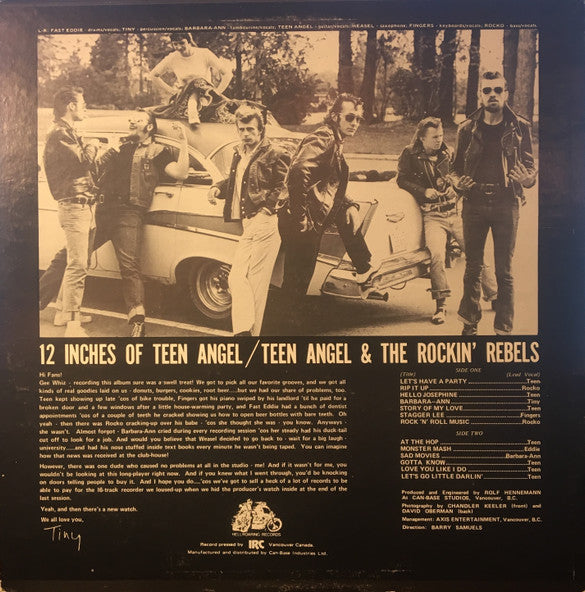 L-R: FAST EDDIE - drums/vocals, TINY - percussion/vocals, BARBARA-ANN - tambourine/vocals, TEEN ANGEL - guitar/vocals, WEASEL - saxophone, FINGERS - keyboards/vocals, ROCKO - bass/vocals.
12 INCHES OF TEEN ANGEL/TEEN ANGEL & THE ROCKIN' REBELS
Hi Fans!
Gee Whiz - recording this album sure was a swell treat! We got to pick all our favorite grooves, and we got all
kinds of real goodies laid on us - donuts, burgers, cookies, root beer....but we had our share of problems, too.
Teen kept showing up late 'cos of bike trouble, Fingers got his piano swiped by his landlord 'til he paid for a
broken door and a few windows after a little house-warming party, and Fast Eddie had a bunch of dentist
appointments 'cos of a couple of teeth he cracked showing us how to open beer bottles with bare teeth. Oh
yeah - then there was Rocko cracking-up over his babe - 'cos she thought she was - you know. Anyways -
she wasn't. Almost forgot - Barbara-Ann cried during every recording session 'cos her steady had his duck-tail
cut off to look for a job. And would you believe that Weasel decided to go back to - wait for a big laugh -
university.....and had his nose stuffed inside text books every minute he wasn't being taped. You can imagine
how that news was received at the club-house!
However, there was one dude who caused no problems at all in the studio - me! And if it wasn't for me, you
wouldn't be looking at this long-player right now. And if you knew what I went through, you'd be knocking
on doors telling people to buy it. And I hope you do....'cos we've got to sell a heck of a lot of records to be
able to pay for the 16-track recorder we loused-up when we hid the producer's watch inside at the end of the
last session.
Yeah, and then there's a new watch.
We all love you,
Tiny
SIDE ONE
(Title) (Lead Vocal)
LET'S HAVE A PARTY Teen
RIP IT UP Rocko
HELLO JOSEPHINE Teen
BARBARA-ANN Tiny
STORY OF MY LOVE Teen
STAGGER LEE Fingers
ROCK 'N' ROLL MUSIC Rocko
SIDE TWO
AT THE HOP Teen
MONSTER MASH Eddie
SAD MOVIES Barbara-Ann
GOTTA KNOW Teen
LOVE YOU LIKE I DO Teen
LET'S GO LITTLE DARLIN' Teen
Produced and Engineered by ROLF HENNEMANN
At CAN-BASE STUDIOS, Vancouver, B.C.
Photography by CHANDLER KEELER (front) and
DAVID OBERMAN (back)
Management: AXIS ENTERTAINMENT, Vancouver, B.C.
Direction: BARRY SAMUELS
HELLROARING RECORDS
Record pressed by IRC Vancouver Canada.
Manufactured and distributed by Can-Base Industries Ltd.